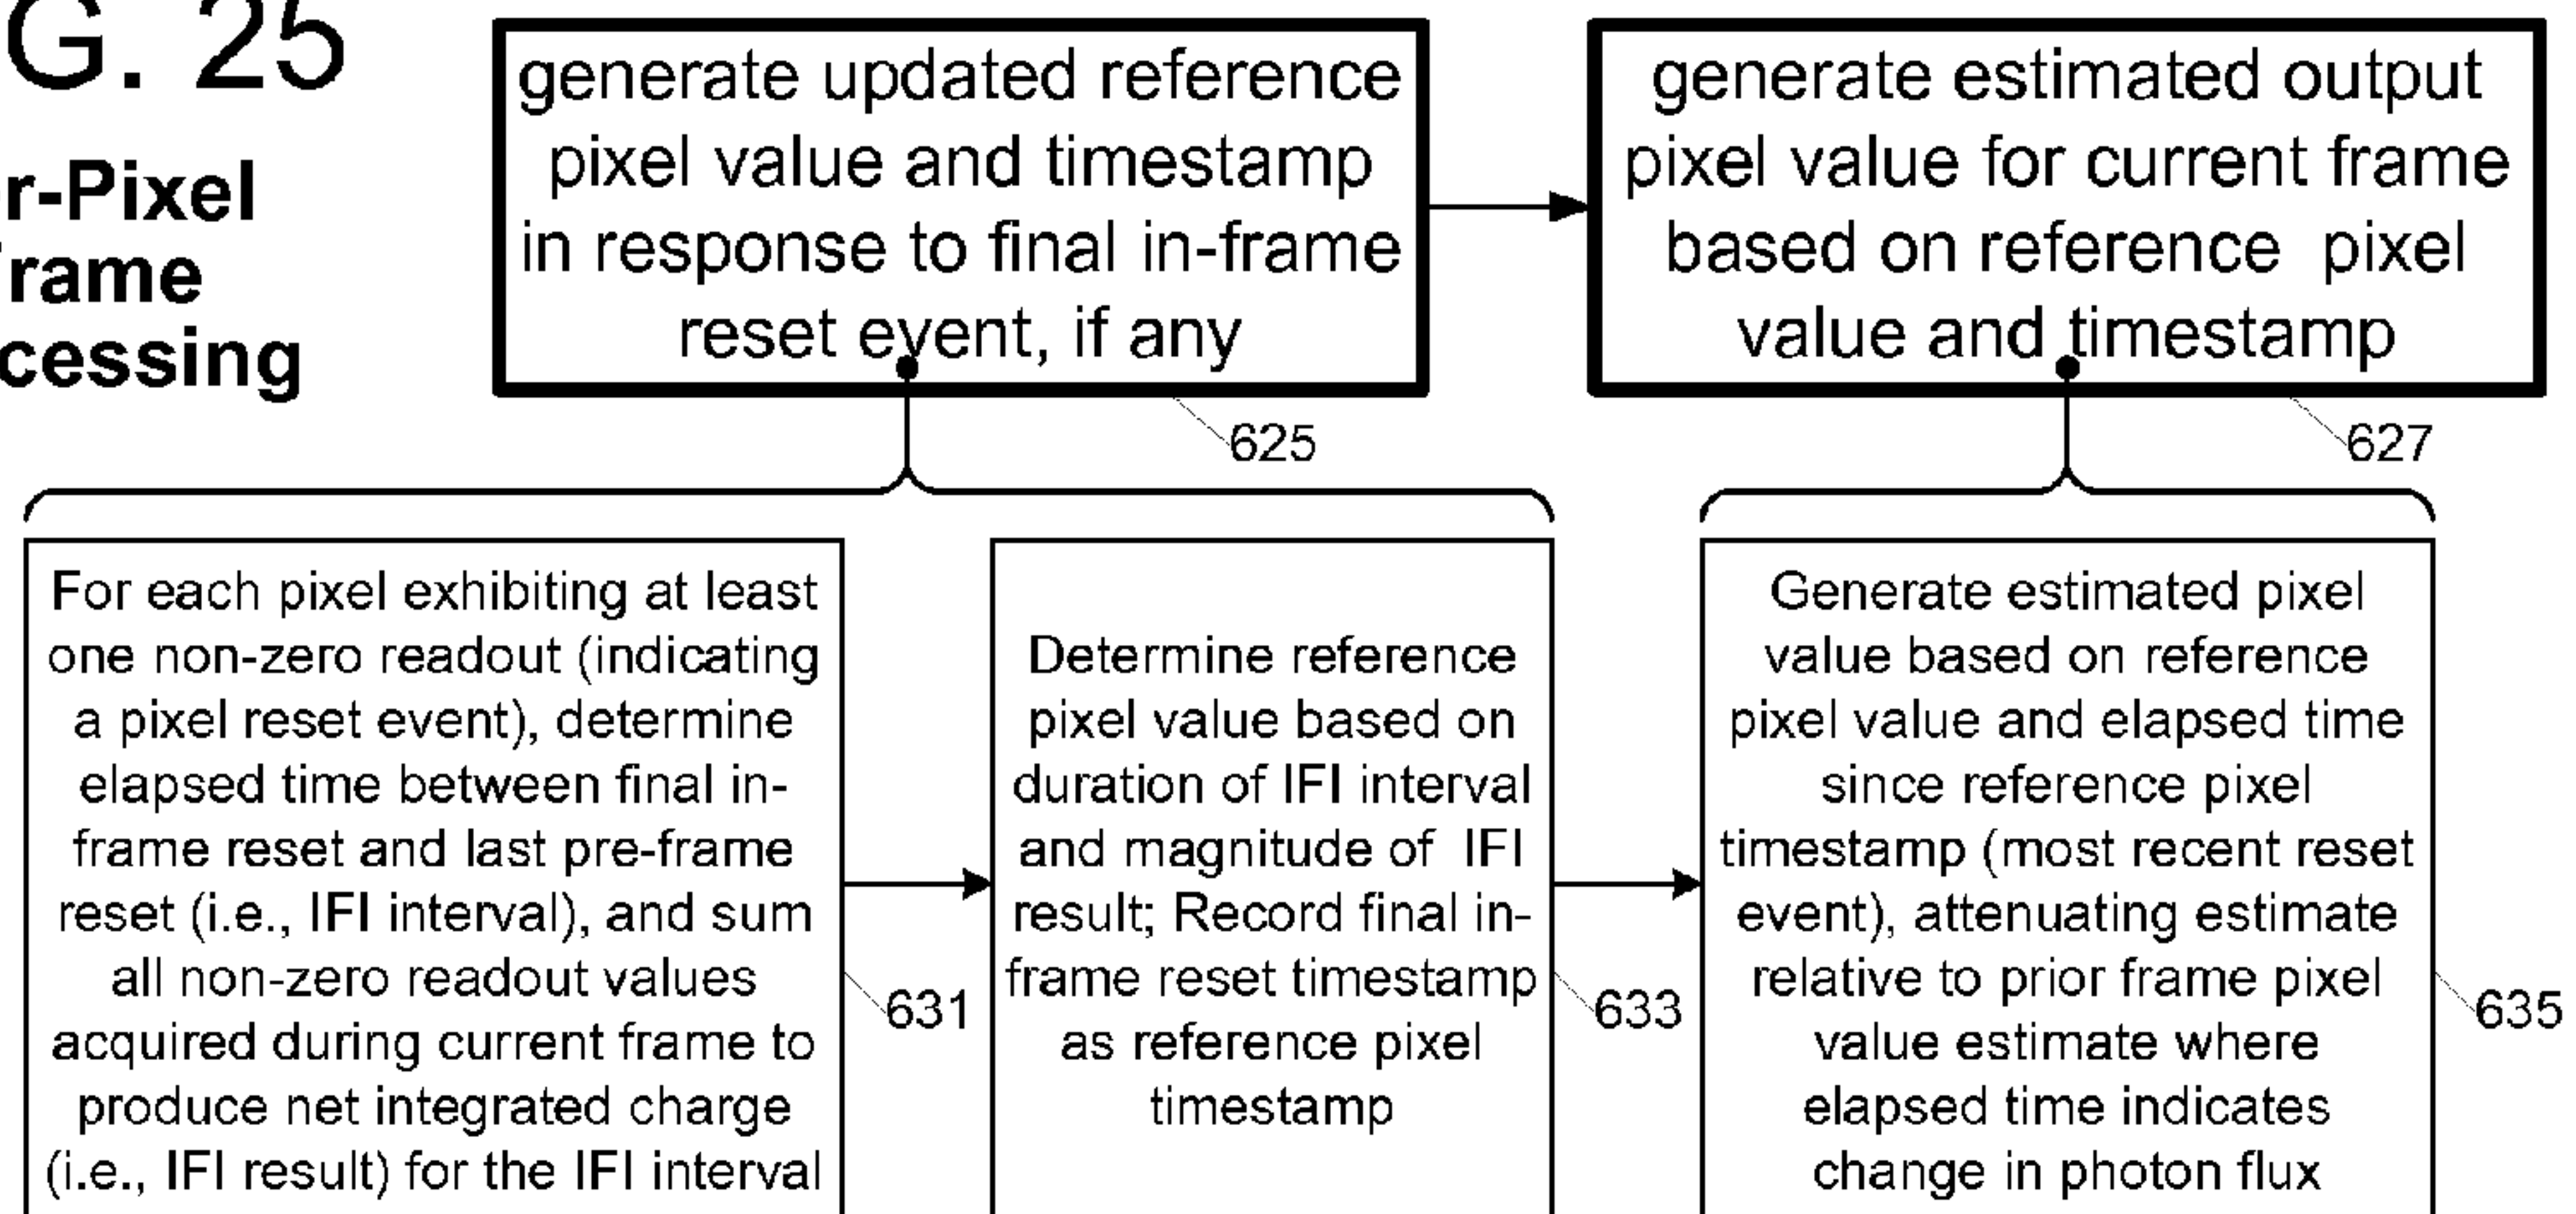 G. 25
r-Pixel
rame
cessing
generate updated reference
pixel value and timestamp
in response to final in-frame
reset event, if any
625
generate estimated output
pixel value for current frame
based on reference pixel
value and timestamp
627
For each pixel exhibiting at least
one non-zero readout (indicating
a pixel reset event), determine
elapsed time between final in-
frame reset and last pre-frame
reset (i.e., IFI interval), and sum
all non-zero readout values
acquired during current frame to
produce net integrated charge
(i.e., IFI result) for the IFI interval
631
Determine reference
pixel value based on
duration of IFI interval
and magnitude of IFI
result; Record final in-
frame reset timestamp
as reference pixel
timestamp
633
Generate estimated pixel
value based on reference
pixel value and elapsed time
since reference pixel
timestamp (most recent reset
event), attenuating estimate
relative to prior frame pixel
value estimate where
elapsed time indicates
change in photon flux
635